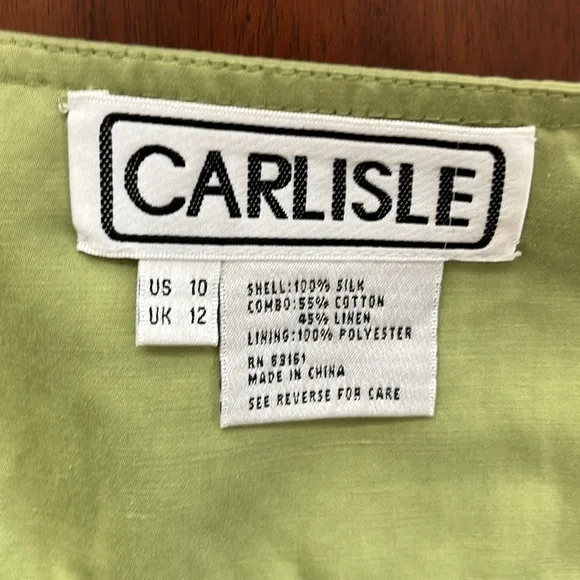 CARLISLE
US 10
UK 12
SHELL:100% SILK
COMBO:55% COTTON
45% LINEN
LINING:100% POLYESTER
RN 53161
MADE IN CHINA
SEE REVERSE FOR CARE